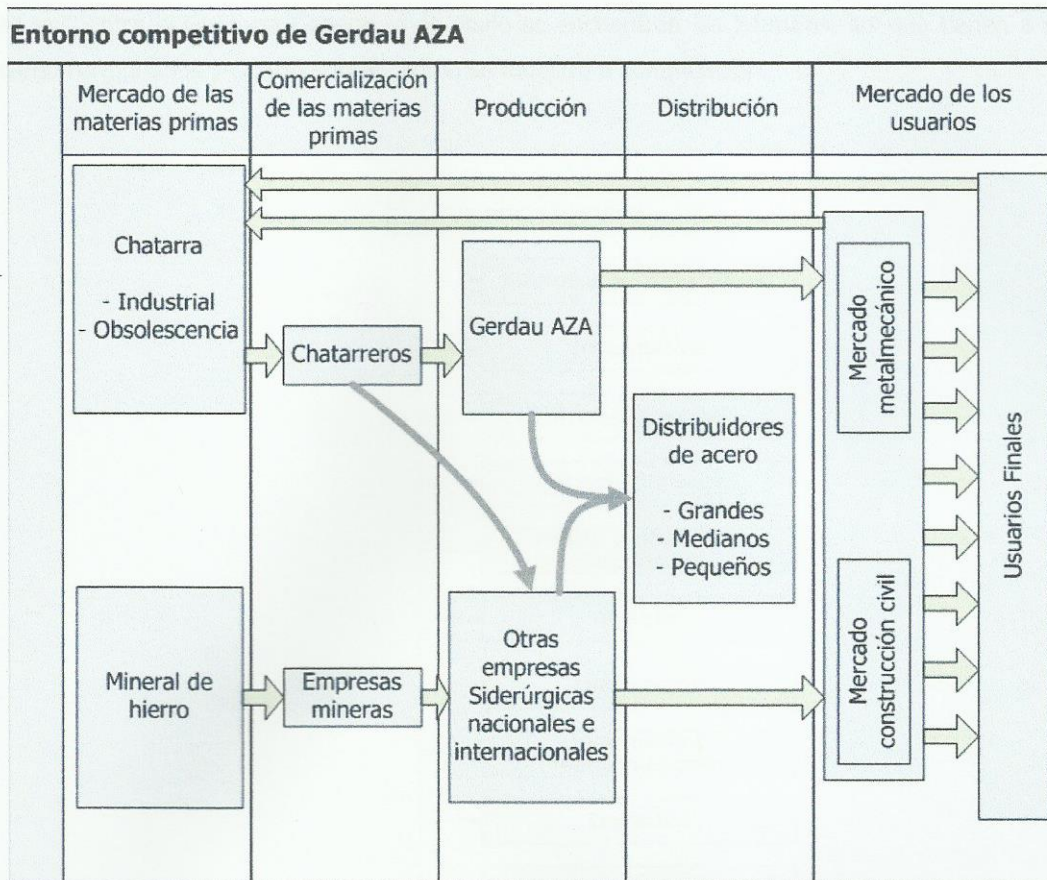 Entorno competitivo de Gerdau AZA
Mercado de las
materias primas
Comercialización
de las materias
primas
Producción
Distribución
Mercado de los
usuarios
Chatarra
- Industrial
- Obsolescencia
Chatarreros
Gerdau AZA
Distribuidores
de acero
- Grandes
- Medianos
- Pequeños
Mercado
metalmecánico
Usuarios Finales
Mineral de
hierro
Empresas
mineras
Otras
empresas
Siderúrgicas
nacionales e
internacionales
Mercado
construcción civil